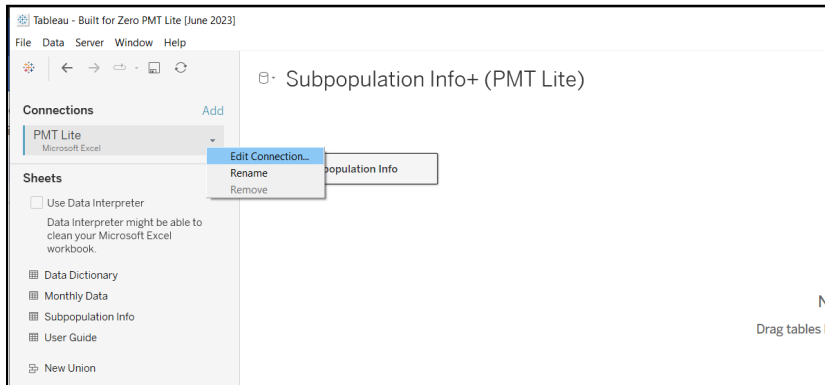 Tableau - Built for Zero PMT Lite [June 2023]
File Data Server Window Help
Subpopulation Info+ (PMT Lite)
Connections Add
PMT Lite
Microsoft Excel
Edit Connection...
Rename
Remove
population Info
Sheets
Use Data Interpreter
Data Interpreter might be able to
clean your Microsoft Excel
workbook.
Data Dictionary
Monthly Data
Subpopulation Info
User Guide
New Union
Drag tables